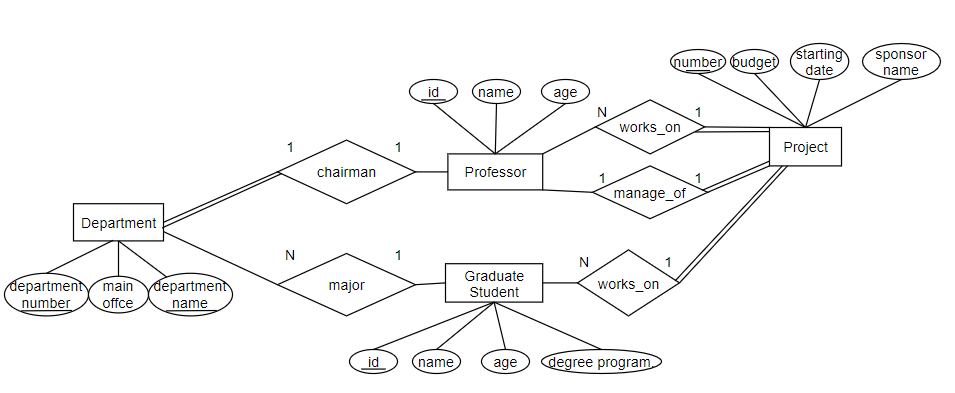 number
budget
starting
date
sponsor
name
id
name
age
N
1
works_on
Project
1
1
chairman
Professor
1
1
manage_of
Department
N
1
major
Graduate
Student
N
1
works_on
department
number
main
offce
department
name
id
name
age
degree program.